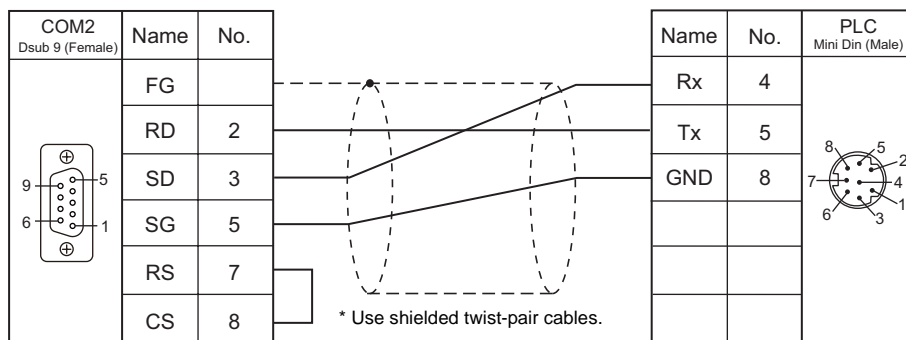 COM2
Dsub 9 (Female)
Name No.
FG
RD 2
SD 3
SG 5
RS 7
CS 8
9
5
6
1
* Use shielded twist-pair cables.
Name No.
PLC
Mini Din (Male)
Rx 4
Tx 5
GND 8
8
5
2
7
4
1
6
3